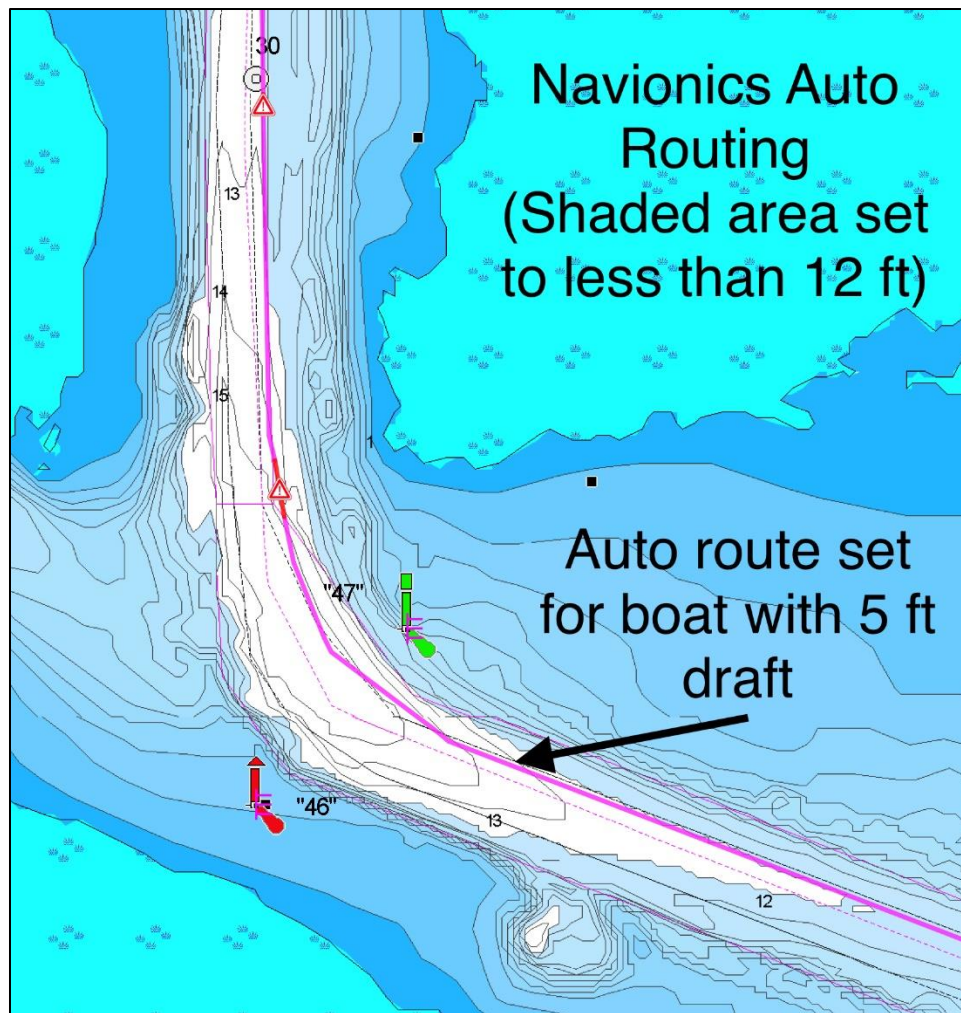 30
Navionics Auto
Routing
(Shaded area set
to less than 12 ft)
13
14
15
1
Auto route set
for boat with 5 ft
draft
"47"
"46"
13
12